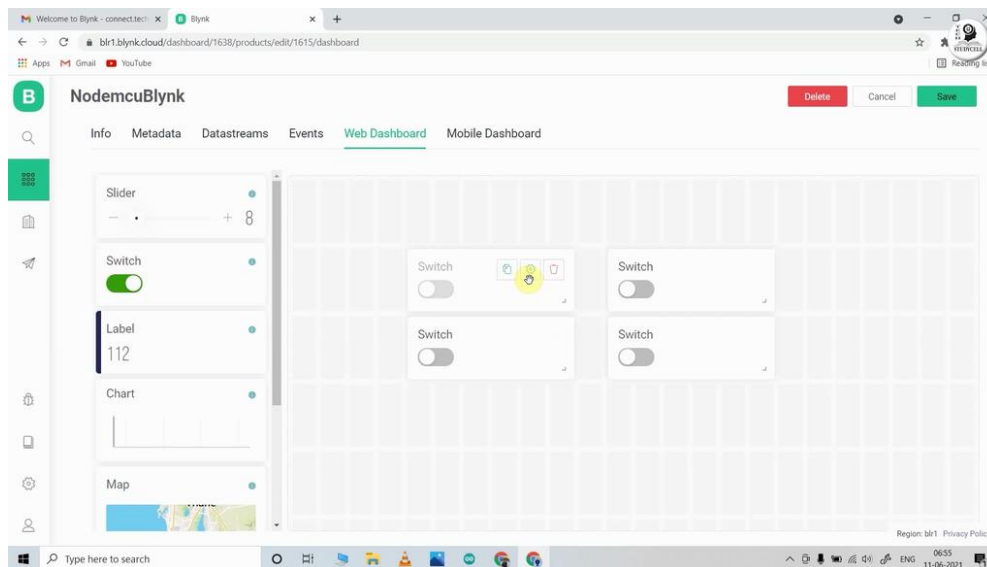 Welcome to Blynk - connect.tech
Blynk
blr1.blynk.cloud/dashboard/1638/products/edit/1615/dashboard
STUDYCELL
Apps
Gmail
YouTube
Reading lis
B
NodemcuBlynk
Delete
Cancel
Save
Info
Metadata
Datastreams
Events
Web Dashboard
Mobile Dashboard
Slider
8
Switch
Label
112
Chart
Map
Switch
Switch
Switch
Switch
Region: blr1 Privacy Polic
Type here to search
ENG
06:55
11-06-2021